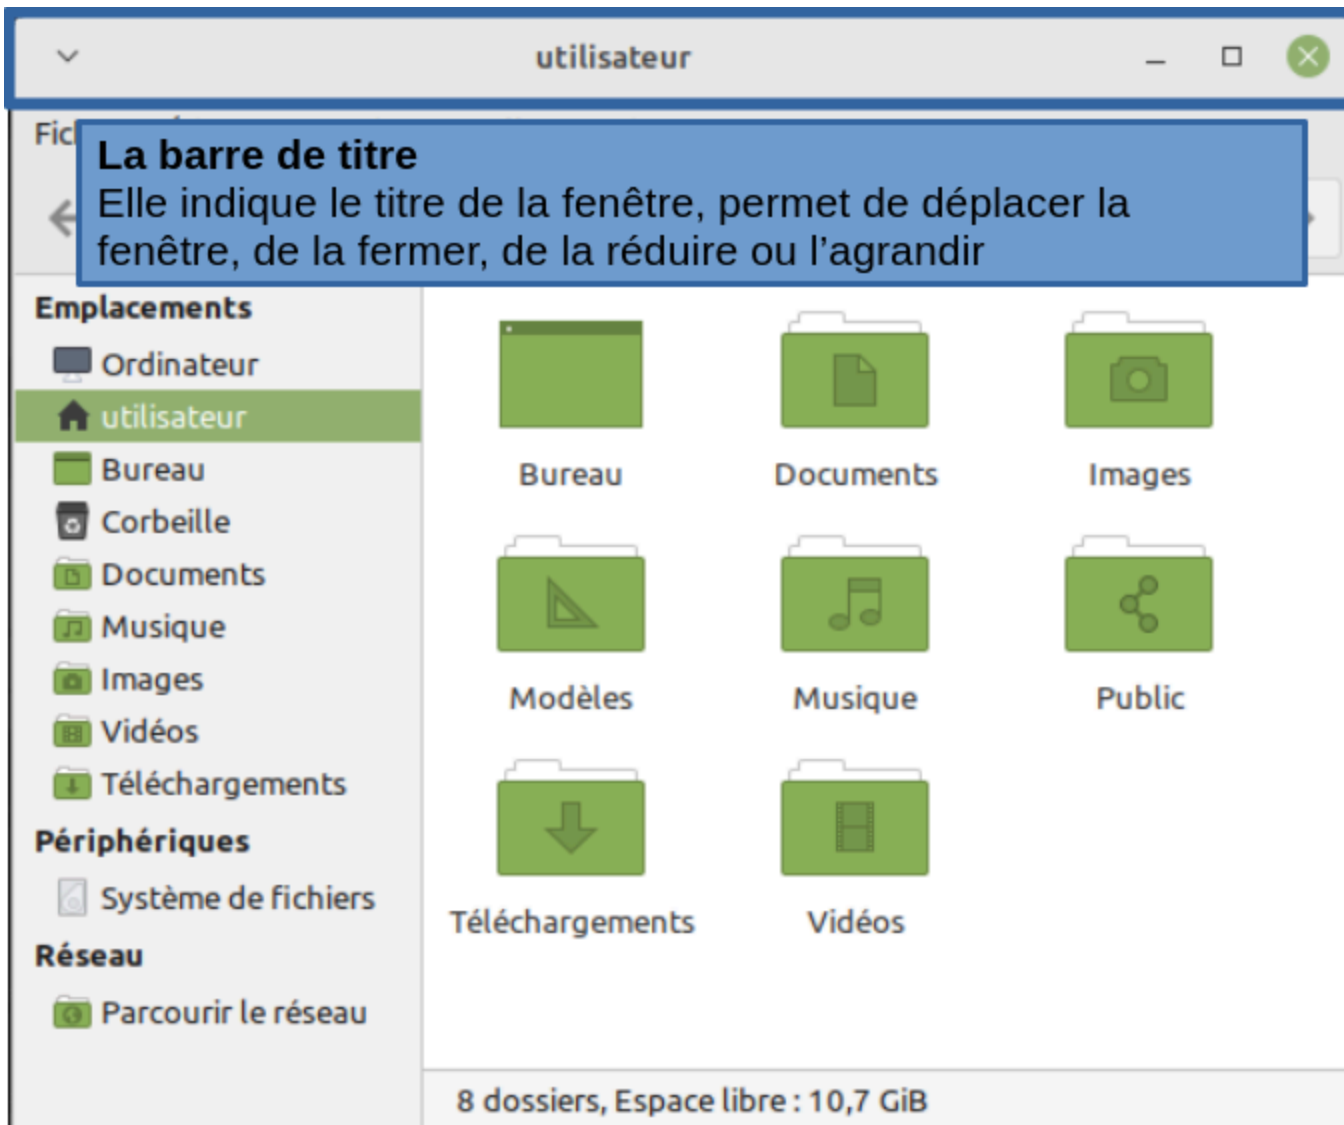 utilisateur
Fic
La barre de titre
Elle indique le titre de la fenêtre, permet de déplacer la
fenêtre, de la fermer, de la réduire ou l’agrandir
Emplacements
Ordinateur
utilisateur
Bureau
Corbeille
Documents
Musique
Images
Vidéos
Téléchargements
Périphériques
Système de fichiers
Réseau
Parcourir le réseau
Bureau Documents Images
Modèles Musique Public
Téléchargements Vidéos
8 dossiers, Espace libre : 10,7 GiB